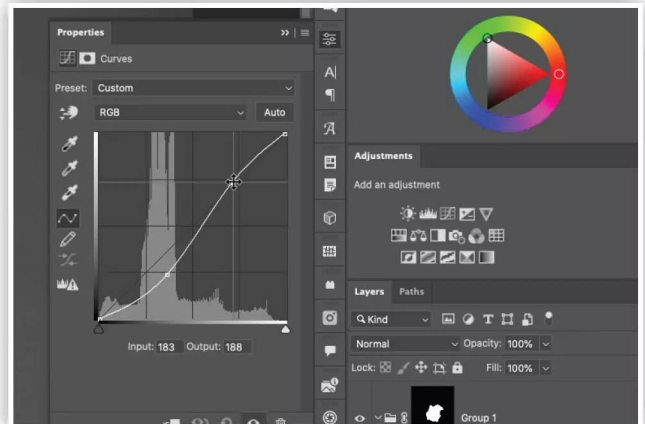 Properties
Curves
Preset: Custom
RGB
Auto
Input: 183 Output: 188
A|
¶
A
Adjustments
Add an adjustment
Layers Paths
Kind
T
Normal
Opacity: 100%
Lock:
Fill: 100%
Group 1